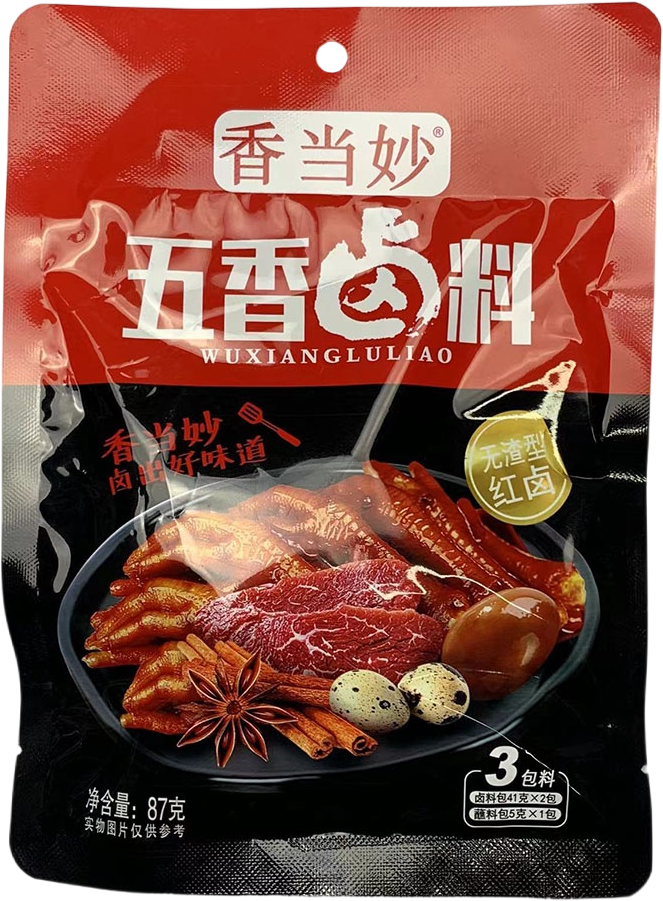 香当妙®
五香卤料
WUXIANGLULIAO
香当妙
卤出好味道
无渣型
红卤
3包料
卤料包41克×2包
蘸料包5克×1包
净含量：87克
实物图片仅供参考